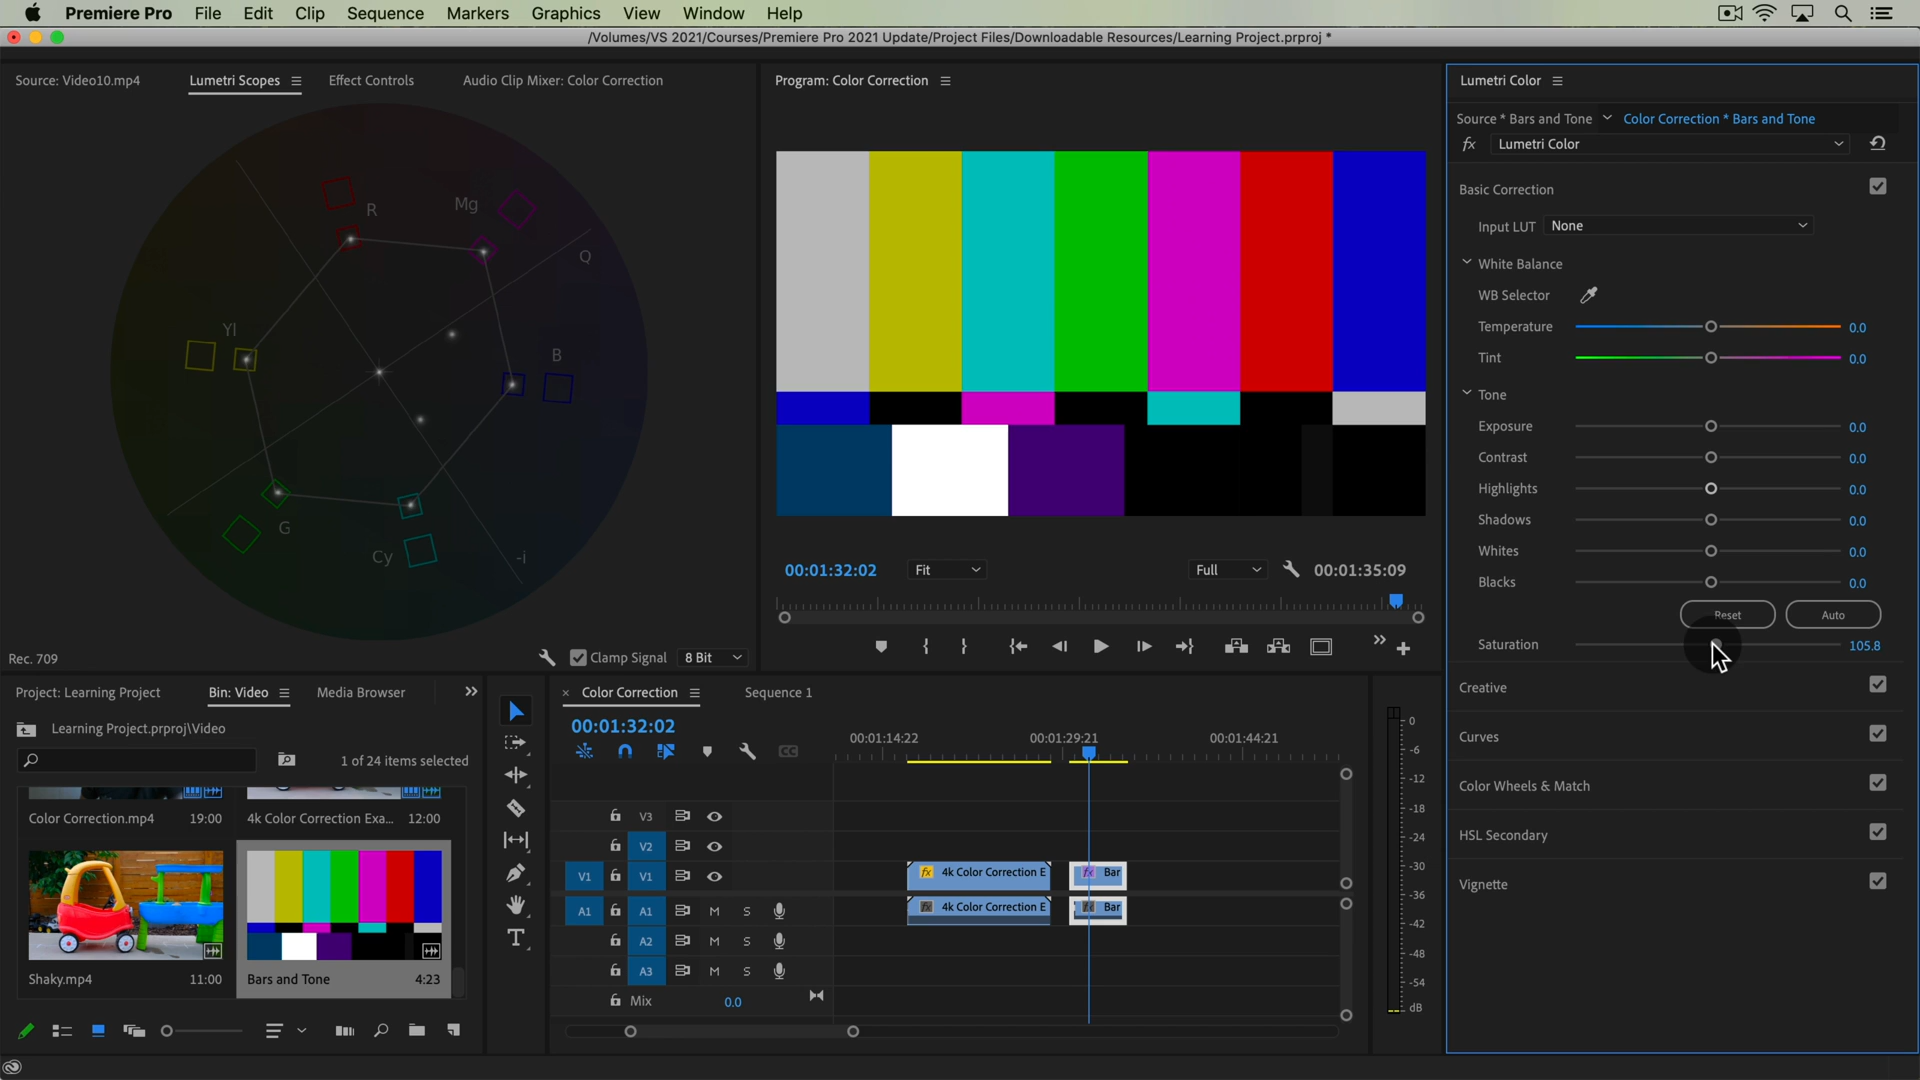 Premiere Pro File Edit Clip Sequence Markers Graphics View Window Help
/Volumes/VS 2021/Courses/Premiere Pro 2021 Update/Project Files/Downloadable Resources/Learning Project.prproj *
Source: Video10.mp4
Lumetri Scopes
Effect Controls
Audio Clip Mixer: Color Correction
R
Mg
Q
Yl
B
G
Cy
-i
Rec. 709
Clamp Signal
8 Bit
Program: Color Correction
00:01:32:02
Fit
Full
00:01:35:09
Lumetri Color
Source * Bars and Tone
Color Correction * Bars and Tone
fx Lumetri Color
Basic Correction
Input LUT None
White Balance
WB Selector
Temperature 0.0
Tint 0.0
Tone
Exposure 0.0
Contrast 0.0
Highlights 0.0
Shadows 0.0
Whites 0.0
Blacks 0.0
Reset Auto
Saturation 105.8
Creative
Curves
Color Wheels & Match
HSL Secondary
Vignette
Project: Learning Project
Bin: Video
Media Browser
Learning Project.prproj\Video
1 of 24 items selected
Color Correction.mp4 19:00
4k Color Correction Exa... 12:00
Shaky.mp4 11:00
Bars and Tone 4:23
× Color Correction
Sequence 1
00:01:32:02
00:01:14:22
00:01:29:21
00:01:44:21
V3
V2
V1 V1
fx 4k Color Correction E
fx Bar
A1 A1 M S
fx 4k Color Correction E
fx Bar
A2 M S
A3 M S
Mix 0.0
0
-6
-12
-18
-24
-30
-36
-42
-48
-54
dB